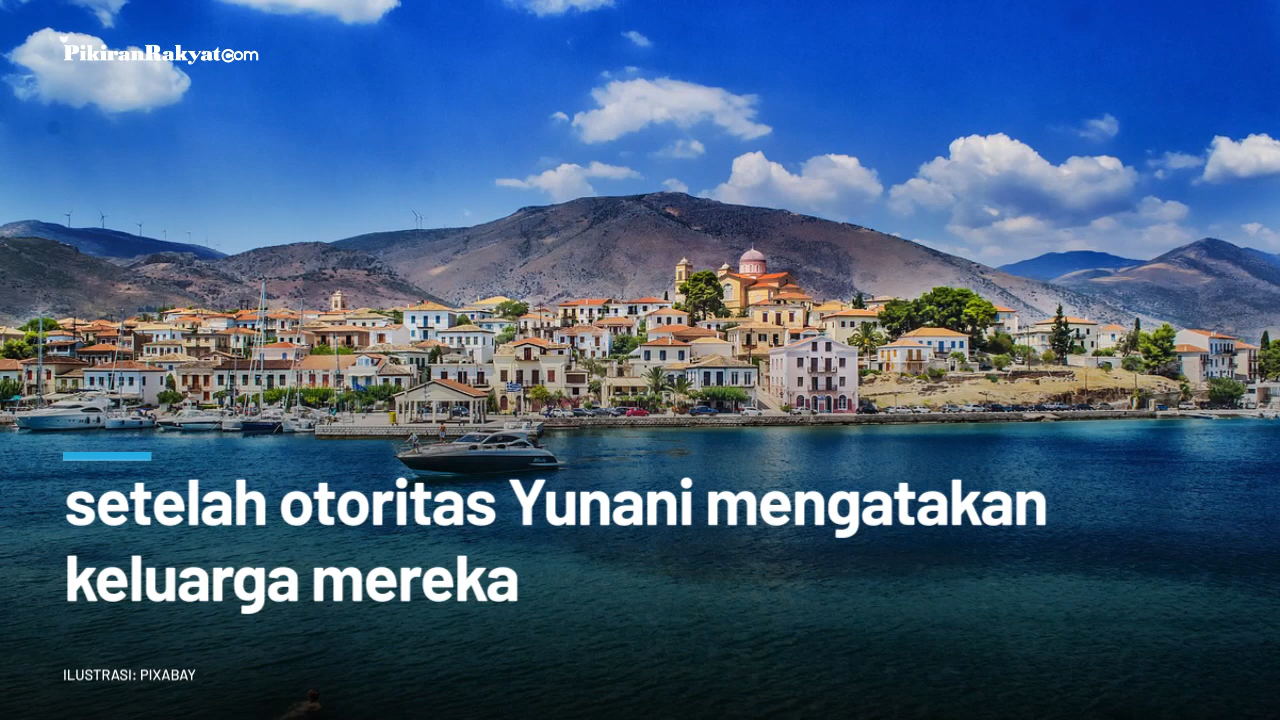 PikiranRakyat.com
setelah otoritas Yunani mengatakan
keluarga mereka
ILUSTRASI: PIXABAY